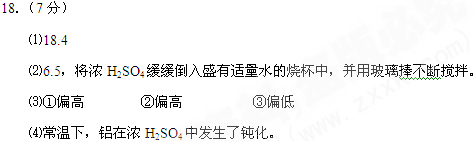 18．（7分）
(1)18.4
(2)6.5，将浓 H₂SO₄缓缓倒入盛有适量水的烧杯中，并用玻璃捧不断搅拌。
(3)①偏高 ②偏高 ③偏低
(4)常温下，铝在浓 H₂SO₄中发生了钝化。